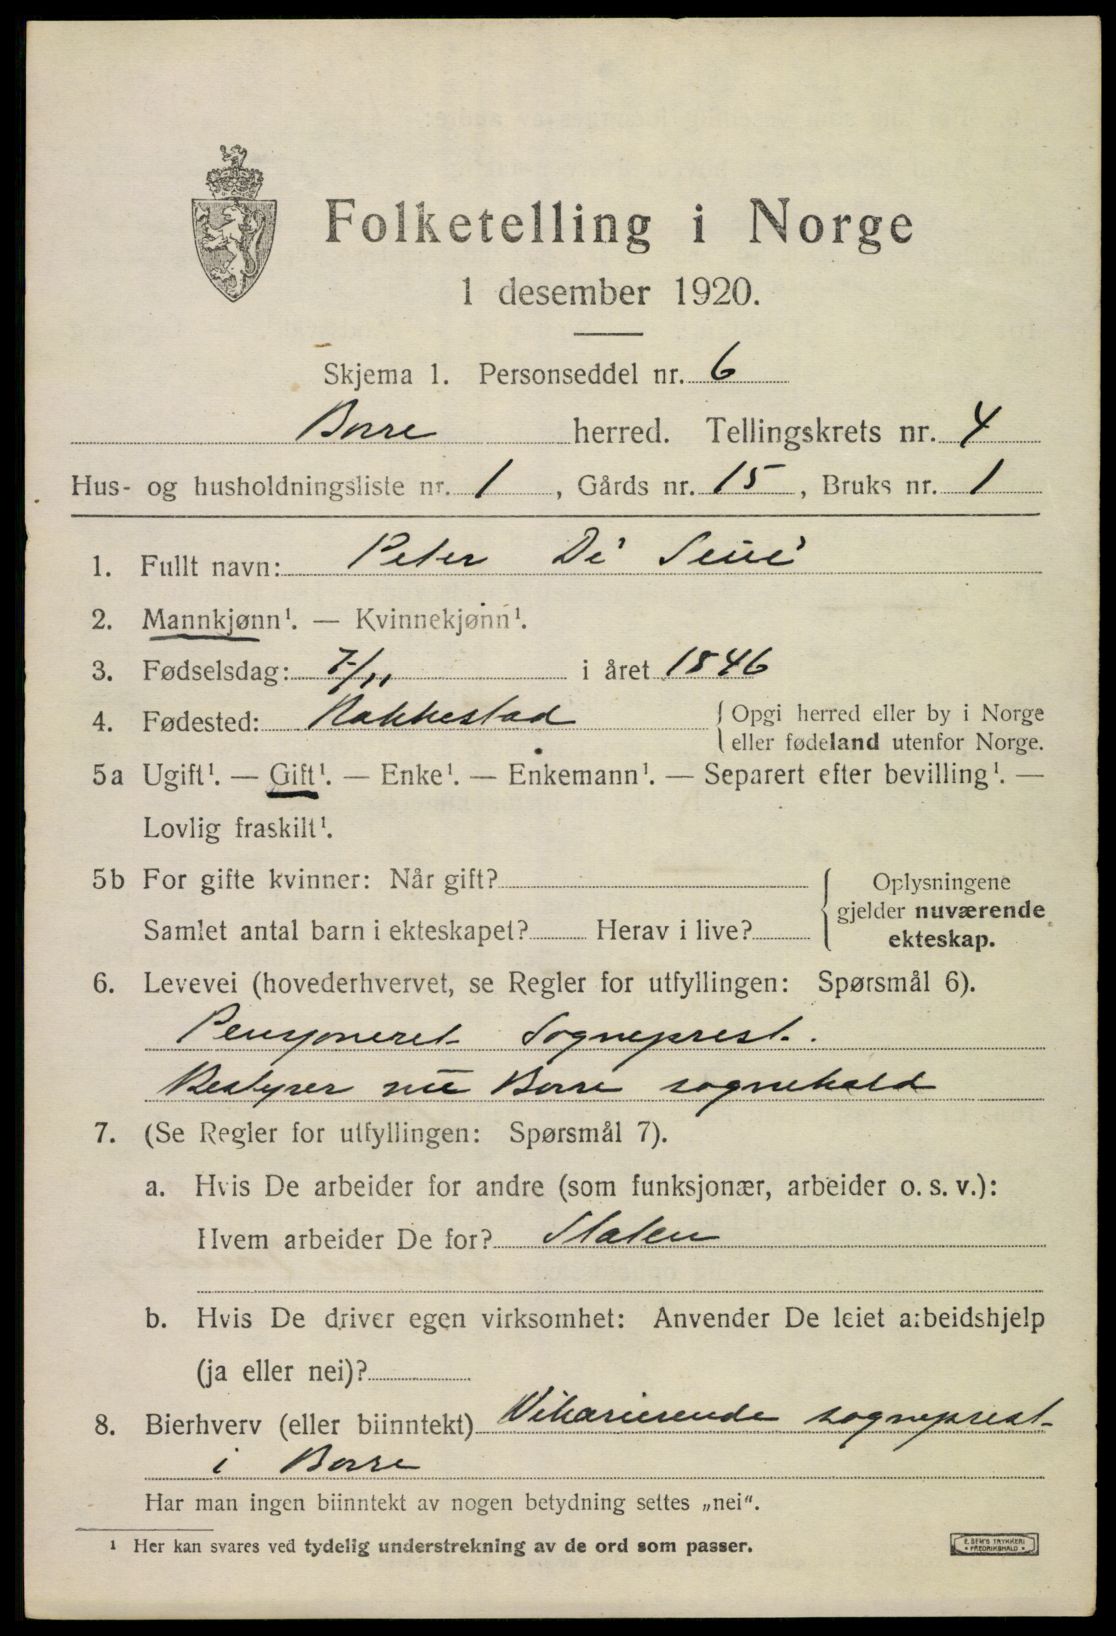 Folketelling i Norge
1 desember 1920.
Skjema 1. Personseddel nr. 6
Borre herred. Tellingskrets nr. 4
Hus- og husholdningsliste nr. 1, Gårds nr. 15, Bruks nr. 1
1. Fullt navn: Peter De Seue
2. Mannkjønn¹. — Kvinnekjønn¹.
3. Fødselsdag: 7/11 i året 1846
4. Fødested: Hakkestad { Opgi herred eller by i Norge
eller fødeland utenfor Norge.
5a Ugift¹. — Gift¹. — Enke¹. — Enkemann¹. — Separert efter bevilling¹. —
Lovlig fraskilt¹.
5b For gifte kvinner: Når gift? { Oplysningene
gjelder nuværende
Samlet antal barn i ekteskapet? Herav i live? ekteskap.
6. Levevei (hovederhvervet, se Regler for utfyllingen: Spørsmål 6).
Pensjoneret Sogneprest.
Bestyrer nu Borre sognekald
7. (Se Regler for utfyllingen: Spørsmål 7).
a. Hvis De arbeider for andre (som funksjonær, arbeider o. s. v.):
Hvem arbeider De for? Staten
b. Hvis De driver egen virksomhet: Anvender De leiet arbeidshjelp
(ja eller nei)?
8. Bierhverv (eller biinntekt) Vikarierende sogneprest
i Borre
Har man ingen biinntekt av nogen betydning settes „nei“.
¹ Her kan svares ved tydelig understrekning av de ord som passer.
E. SEM'S TRYKKERI
FREDRIKSHALD